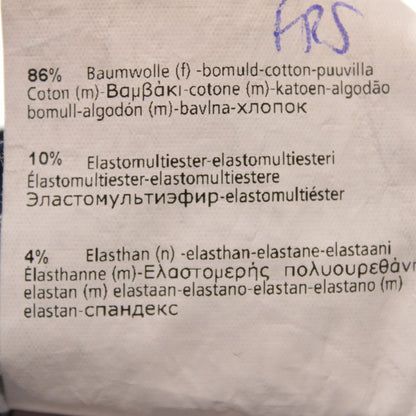 FRS
86% Baumwolle (f) -bomuld-cotton-puuvilla
Coton (m)-Βαμβάκι-cotone (m)-katoen-algodão
bomull-algodón (m)-bavlna-хлопок
10% Elastomultiester-elastomultiesteri
Élastomultiester-elastomultiestere
Эластомультиэфир-elastomultiéster
4% Elasthan (n) -elasthan-elastane-elastaani
Élasthanne (m)-Ελαστομερής πολυουρεθάν
elastan (m) elastaan-elastano-elastan-elastano (m)
elastan-спандекс